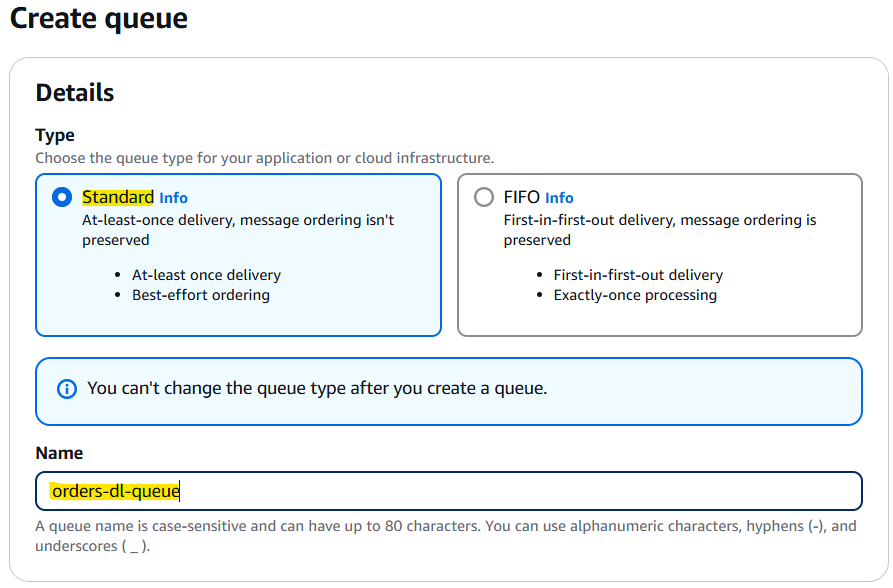 Create queue
Details
Type
Choose the queue type for your application or cloud infrastructure.
Standard Info
At-least-once delivery, message ordering isn't
preserved
• At-least once delivery
• Best-effort ordering
FIFO Info
First-in-first-out delivery, message ordering is
preserved
• First-in-first-out delivery
• Exactly-once processing
You can't change the queue type after you create a queue.
Name
orders-dl-queue
A queue name is case-sensitive and can have up to 80 characters. You can use alphanumeric characters, hyphens (-), and
underscores ( _ ).